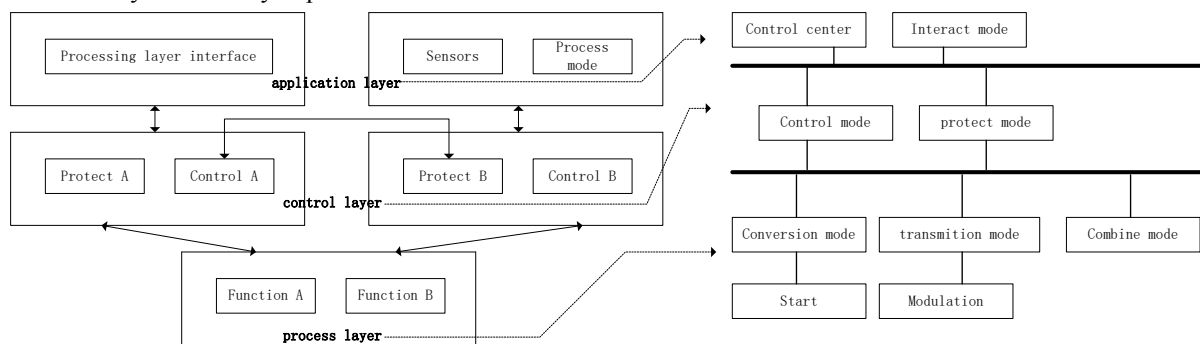 Processing layer interface
Sensors
Process
mode
application layer
Protect A
Control A
Protect B
Control B
control layer
Function A
Function B
process layer
Control center
Interact mode
Control mode
protect mode
Conversion mode
transmition mode
Combine mode
Start
Modulation